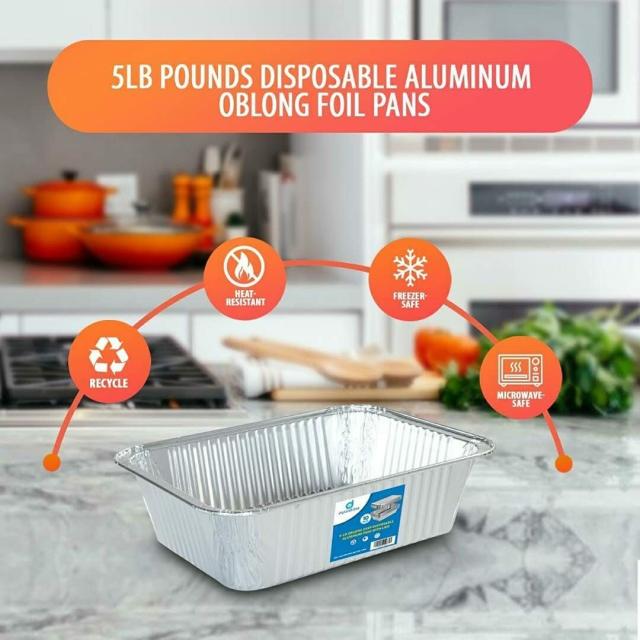 5LB POUNDS DISPOSABLE ALUMINUM
OBLONG FOIL PANS
HEAT-
RESISTANT
FREEZER-
SAFE
RECYCLE
MICROWAVE-
SAFE